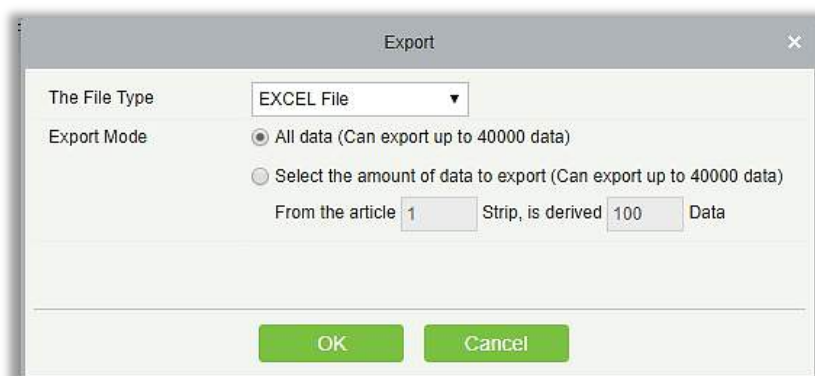 Export
The File Type EXCEL File
Export Mode All data (Can export up to 40000 data)
Select the amount of data to export (Can export up to 40000 data)
From the article 1 Strip, is derived 100 Data
OK Cancel